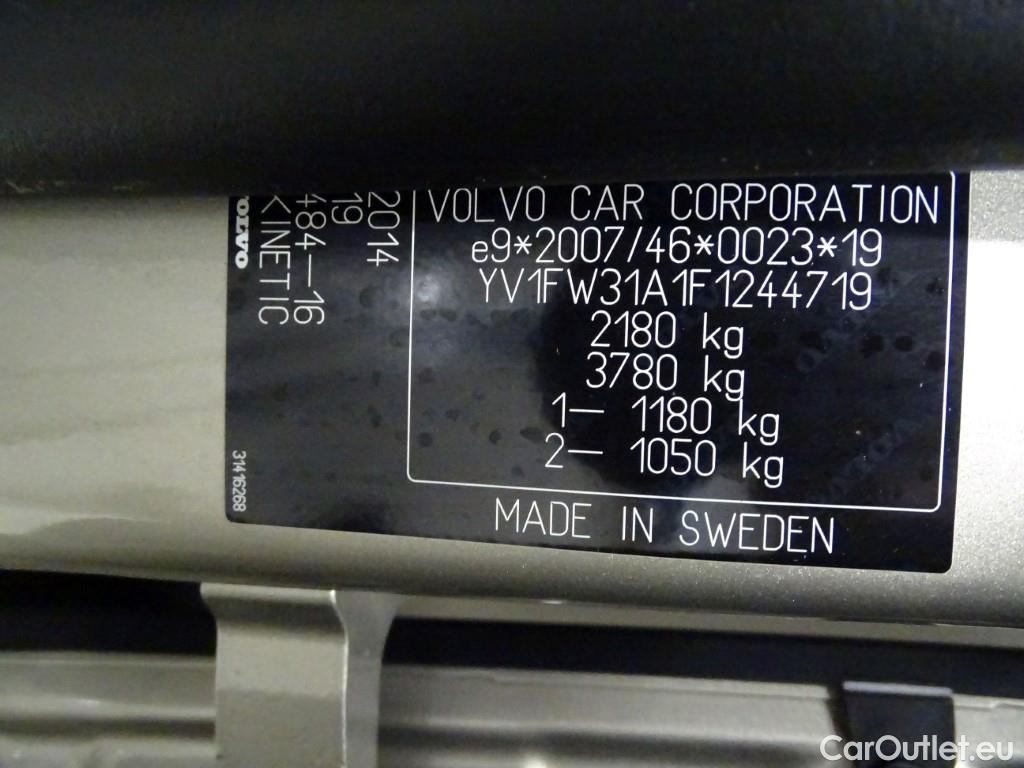 VOLVO CAR CORPORATION
e9*2007/46*0023*19
YV1FW31A1F1244719
2180 kg
3780 kg
1– 1180 kg
2– 1050 kg
MADE IN SWEDEN
2014
19
484–16
KINETIC
VOLVO
31416268
CarOutlet.eu